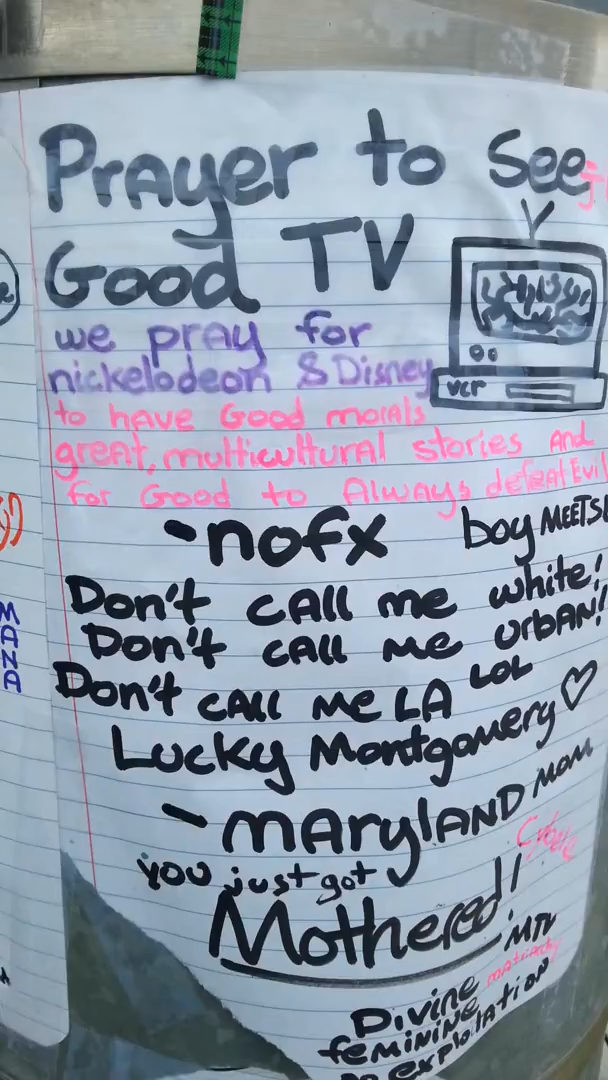 Prayer to See
Good TV
we pray for
nickelodeon & Disney
VCR
to have Good morals
great, multicultural stories and
for Good to Always defeat Evil
-nofx boy MEETS
Don't call me white!
Don't call me urban!
Don't call me LA LOL
Lucky Montgomery
- Maryland MOM
you just got
Mothered!
MTV
matriarchy
Divine
feminine
exploitation
MANA